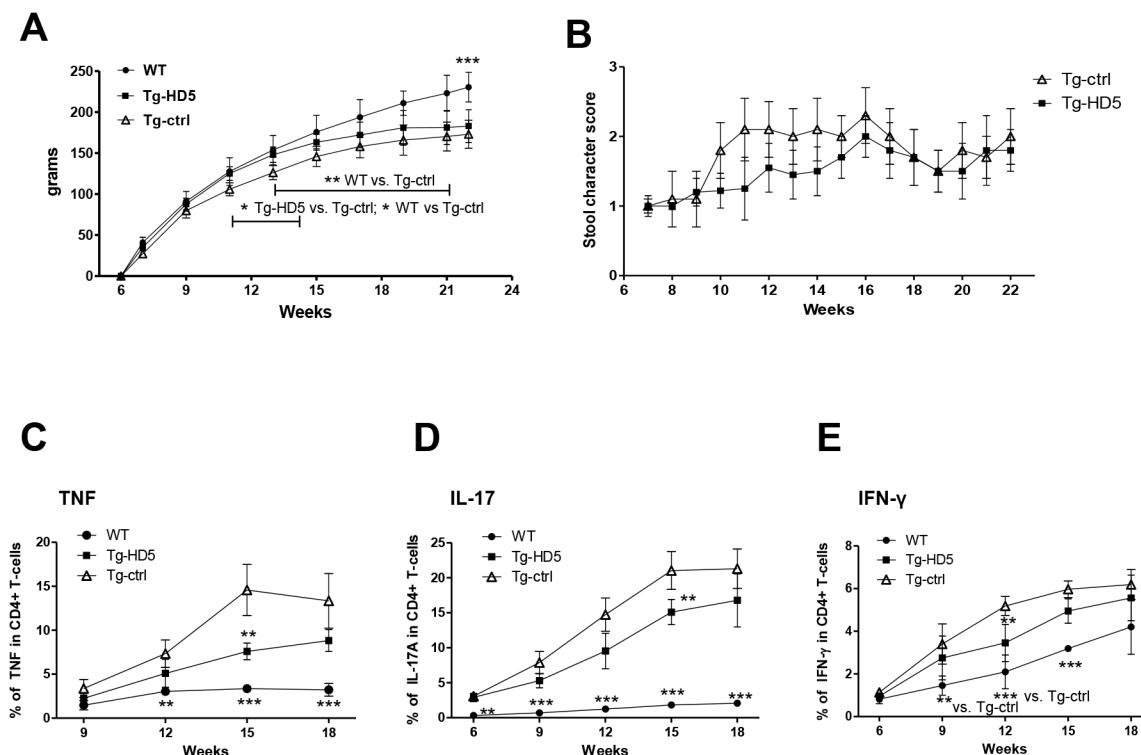 A
WT
Tg-HD5
Tg-ctrl
***
250
200
150
100
50
0
grams
** WT vs. Tg-ctrl
* Tg-HD5 vs. Tg-ctrl; * WT vs Tg-ctrl
6 9 12 15 18 21 24
Weeks
B
3
2
1
0
Stool character score
Tg-ctrl
Tg-HD5
6 8 10 12 14 16 18 20 22
Weeks
C
TNF
WT
Tg-HD5
Tg-ctrl
20
15
10
5
0
% of TNF in CD4+ T-cells
**
** *** ***
9 12 15 18
Weeks
D
IL-17
WT
Tg-HD5
Tg-ctrl
25
20
15
10
5
0
% of IL-17A in CD4+ T-cells
**
** *** *** *** ***
6 9 12 15 18
Weeks
E
IFN-γ
WT
Tg-HD5
Tg-ctrl
8
6
4
2
0
% of IFN-γ in CD4+ T-cells
**
***
** vs. Tg-ctrl
*** vs. Tg-ctrl
6 9 12 15 18
Weeks